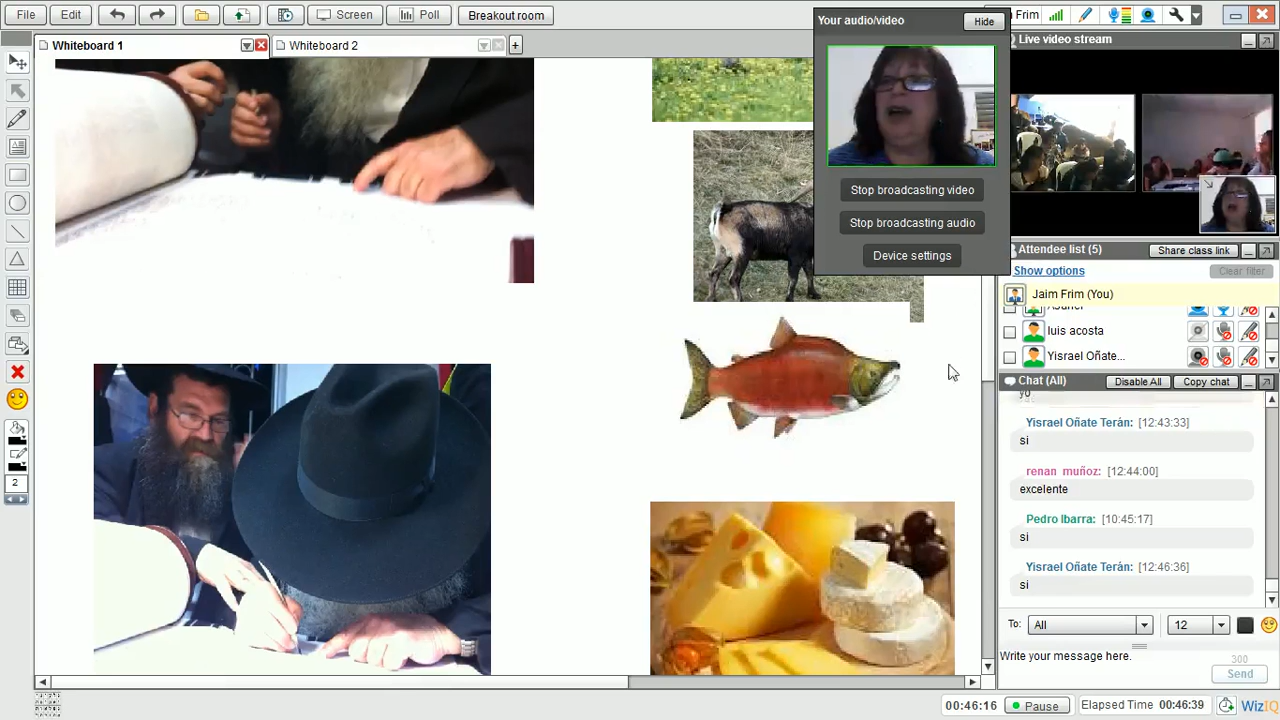 File
Edit
Screen
Poll
Breakout room
Your audio/video
Hide
Frim
Whiteboard 1
Whiteboard 2
+
Stop broadcasting video
Stop broadcasting audio
Device settings
Live video stream
Attendee list (5)
Share class link
Show options
Clear filter
Jaim Frim (You)
luis acosta
Yisrael Oñate...
Chat (All)
Disable All
Copy chat
yo
Yisrael Oñate Terán: [12:43:33]
si
renan muñoz: [12:44:00]
excelente
Pedro Ibarra: [10:45:17]
si
Yisrael Oñate Terán: [12:46:36]
si
2
To:
All
12
Write your message here.
300
Send
00:46:16
Pause
Elapsed Time
00:46:39
WizIQ